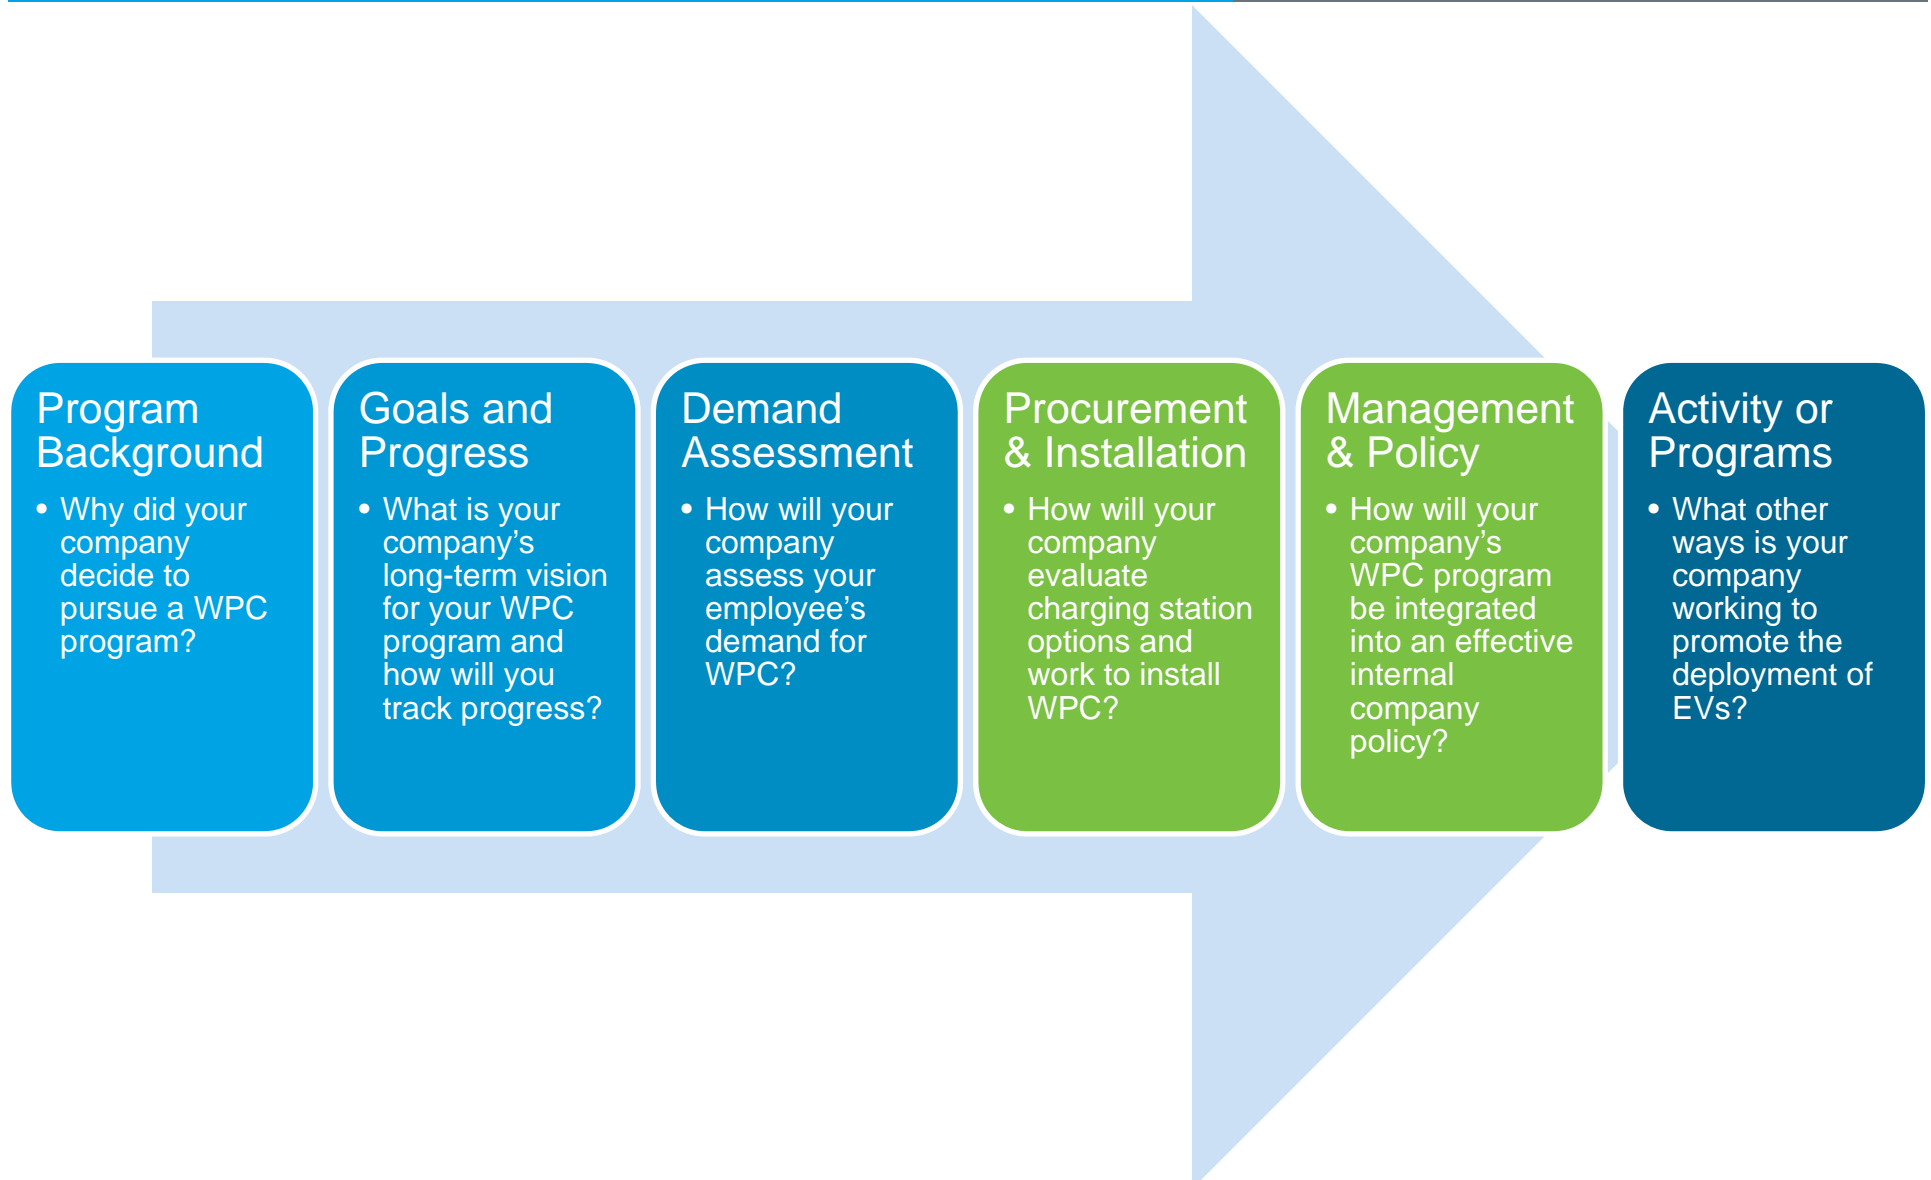 Program
Background
• Why did your
company
decide to
pursue a WPC
program?
Goals and
Progress
• What is your
company’s
long-term vision
for your WPC
program and
how will you
track progress?
Demand
Assessment
• How will your
company
assess your
employee’s
demand for
WPC?
Procurement
& Installation
• How will your
company
evaluate
charging station
options and
work to install
WPC?
Management
& Policy
• How will your
company’s
WPC program
be integrated
into an effective
internal
company
policy?
Activity or
Programs
• What other
ways is your
company
working to
promote the
deployment of
EVs?